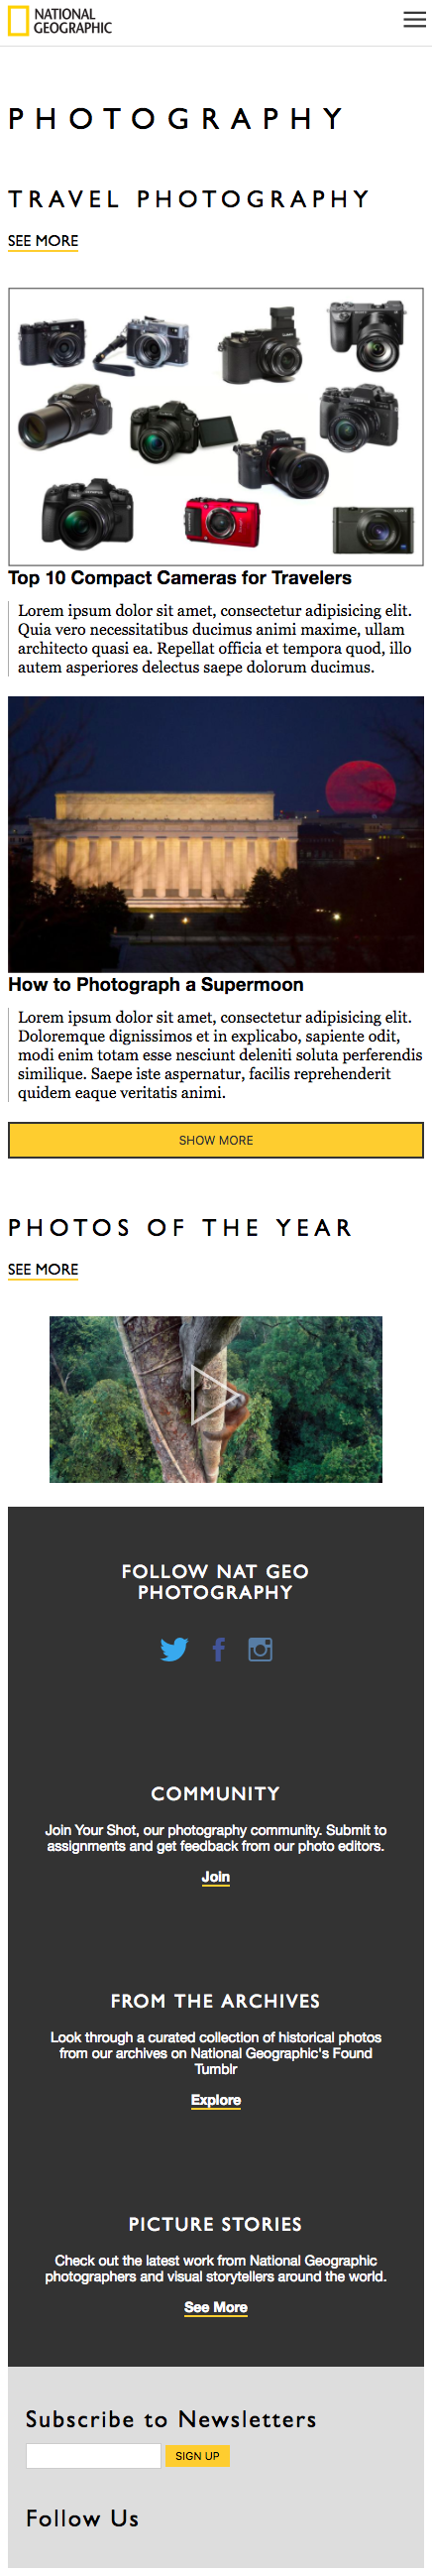 NATIONAL
GEOGRAPHIC
PHOTOGRAPHY
TRAVEL PHOTOGRAPHY
SEE MORE
OLYMPUS
SONY
Top 10 Compact Cameras for Travelers
Lorem ipsum dolor sit amet, consectetur adipisicing elit.
Quia vero necessitatibus ducimus animi maxime, ullam
architecto quasi ea. Repellat officia et tempora quod, illo
autem asperiores delectus saepe dolorum ducimus.
How to Photograph a Supermoon
Lorem ipsum dolor sit amet, consectetur adipisicing elit.
Doloremque dignissimos et in explicabo, sapiente odit,
modi enim totam esse nesciunt deleniti soluta perferendis
similique. Saepe iste aspernatur, facilis reprehenderit
quidem eaque veritatis animi.
SHOW MORE
PHOTOS OF THE YEAR
SEE MORE
FOLLOW NAT GEO
PHOTOGRAPHY
COMMUNITY
Join Your Shot, our photography community. Submit to
assignments and get feedback from our photo editors.
Join
FROM THE ARCHIVES
Look through a curated collection of historical photos
from our archives on National Geographic's Found
Tumblr
Explore
PICTURE STORIES
Check out the latest work from National Geographic
photographers and visual storytellers around the world.
See More
Subscribe to Newsletters
SIGN UP
Follow Us